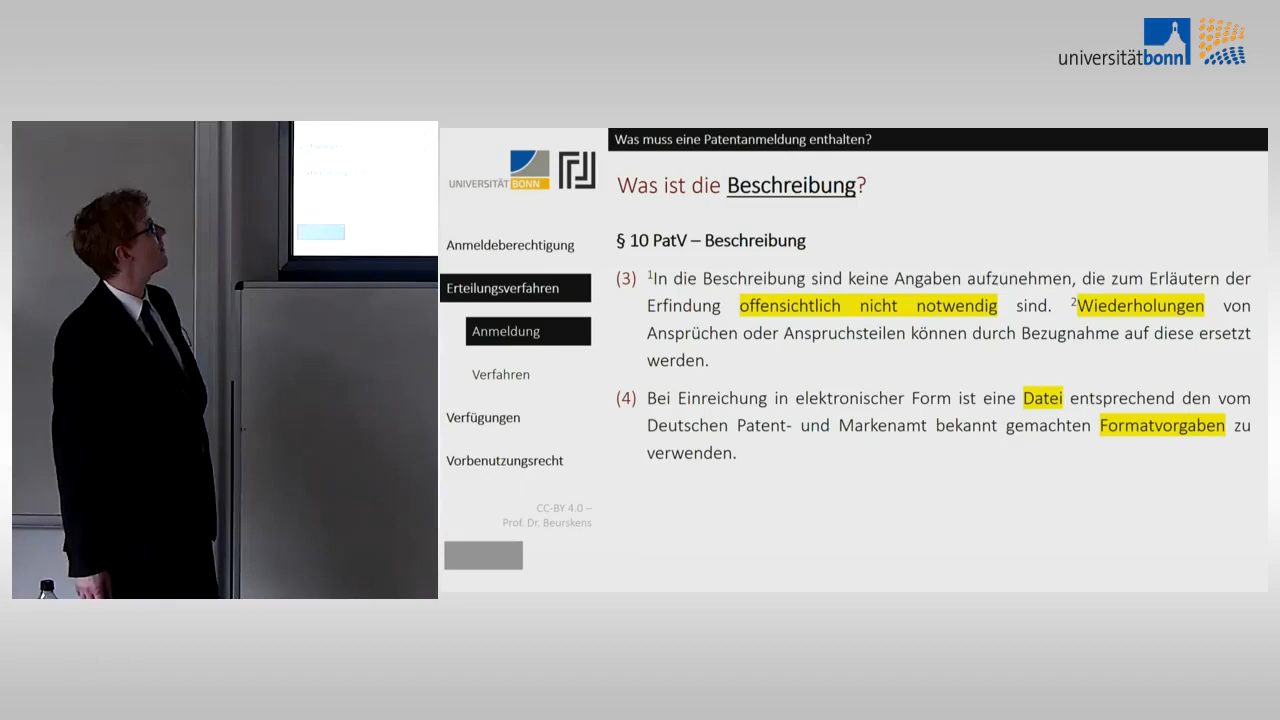 universitätbonn
UNIVERSITÄT BONN
Was muss eine Patentanmeldung enthalten?
Was ist die Beschreibung?
Anmeldeberechtigung
Erteilungsverfahren
Anmeldung
Verfahren
Verfügungen
Vorbenutzungsrecht
CC-BY 4.0 –
Prof. Dr. Beurskens
§ 10 PatV – Beschreibung
(3) ¹In die Beschreibung sind keine Angaben aufzunehmen, die zum Erläutern der
Erfindung offensichtlich nicht notwendig sind. ²Wiederholungen von
Ansprüchen oder Anspruchsteilen können durch Bezugnahme auf diese ersetzt
werden.
(4) Bei Einreichung in elektronischer Form ist eine Datei entsprechend den vom
Deutschen Patent- und Markenamt bekannt gemachten Formatvorgaben zu
verwenden.